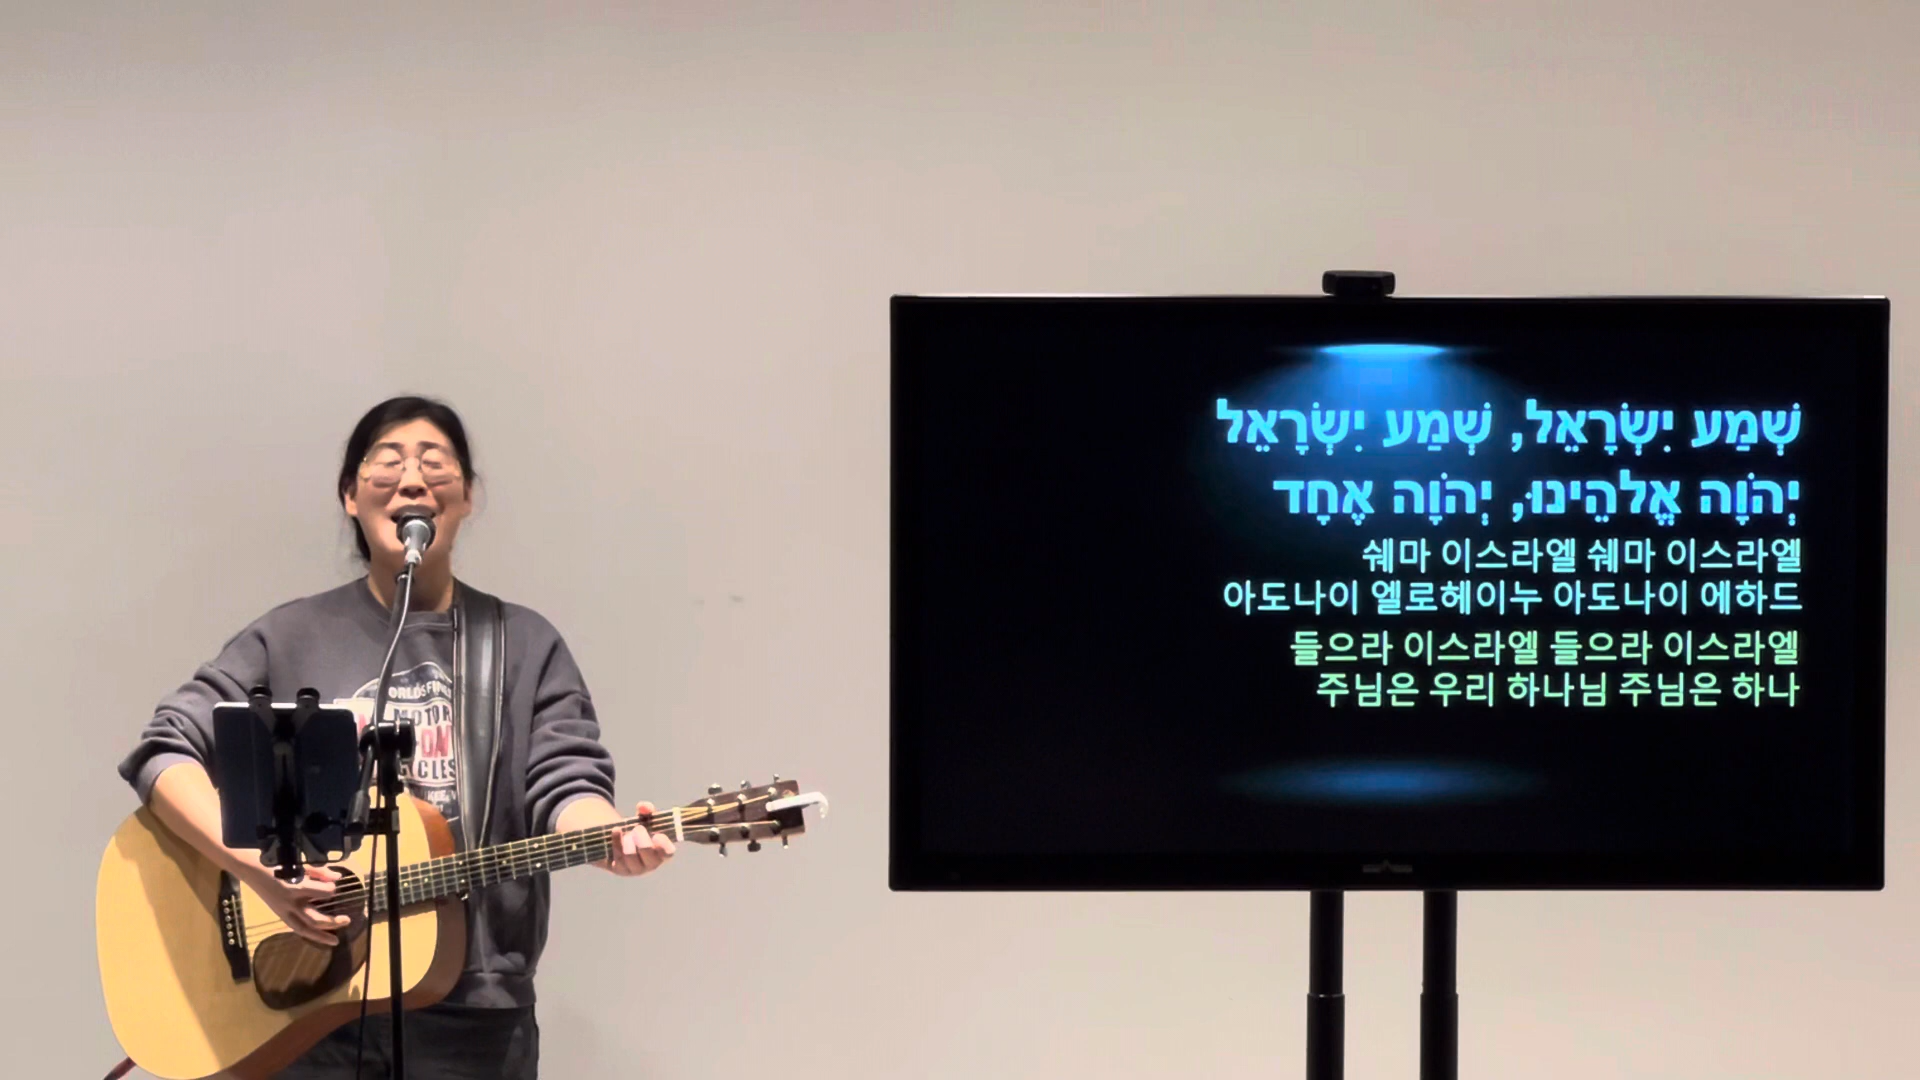 שְׁמַע יִשְׂרָאֵל, שְׁמַע יִשְׂרָאֵל
יְהֹוָה אֱלֹהֵינוּ, יְהֹוָה אֶחָד
쉐마 이스라엘 쉐마 이스라엘
아도나이 엘로헤이누 아도나이 에하드
들으라 이스라엘 들으라 이스라엘
주님은 우리 하나님 주님은 하나
MOTOR